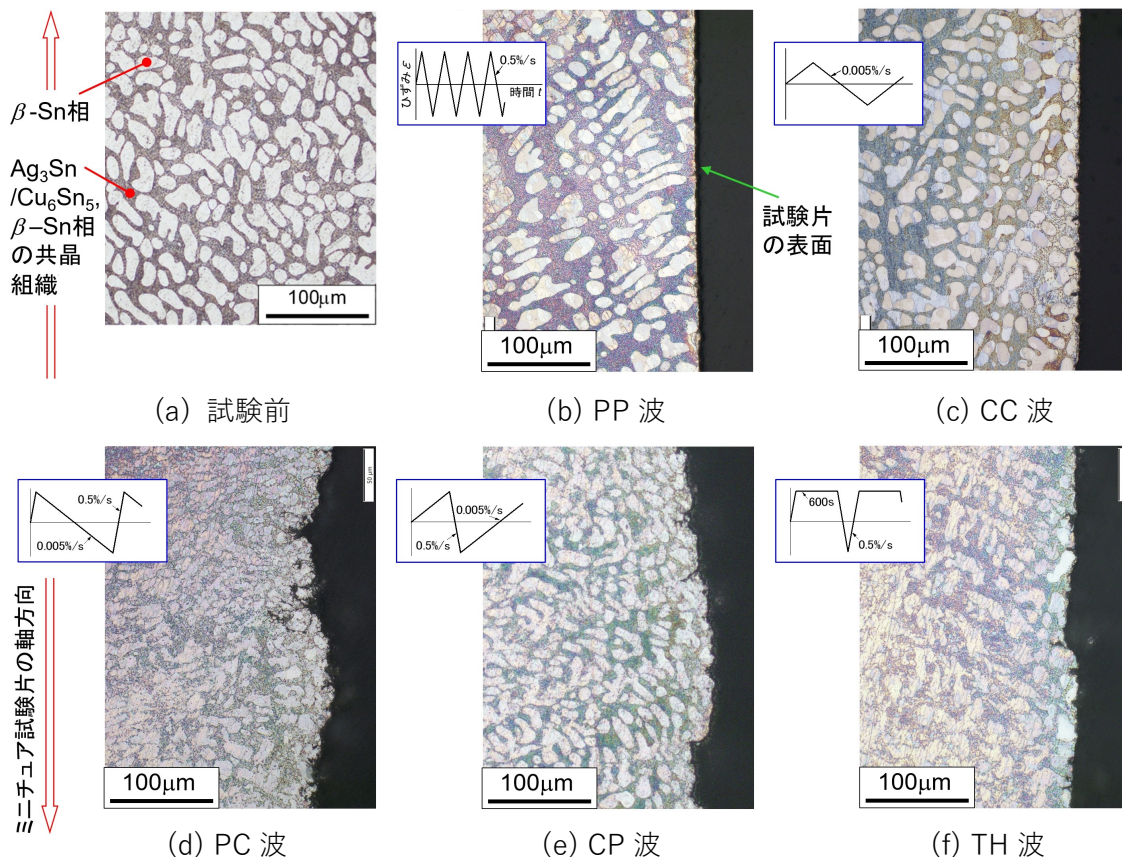 β-Sn相
Ag3Sn
/Cu6Sn5,
β–Sn相
の共晶
組織
100μm
(a) 試験前
ひずみ ε
0.5%/s
時間 t
試験片
の表面
100μm
(b) PP 波
0.005%/s
100μm
(c) CC 波
ミニチュア試験片の軸方向
0.5%/s
0.005%/s
50 μm
100μm
(d) PC 波
0.005%/s
0.5%/s
100μm
(e) CP 波
600s
0.5%/s
100μm
(f) TH 波